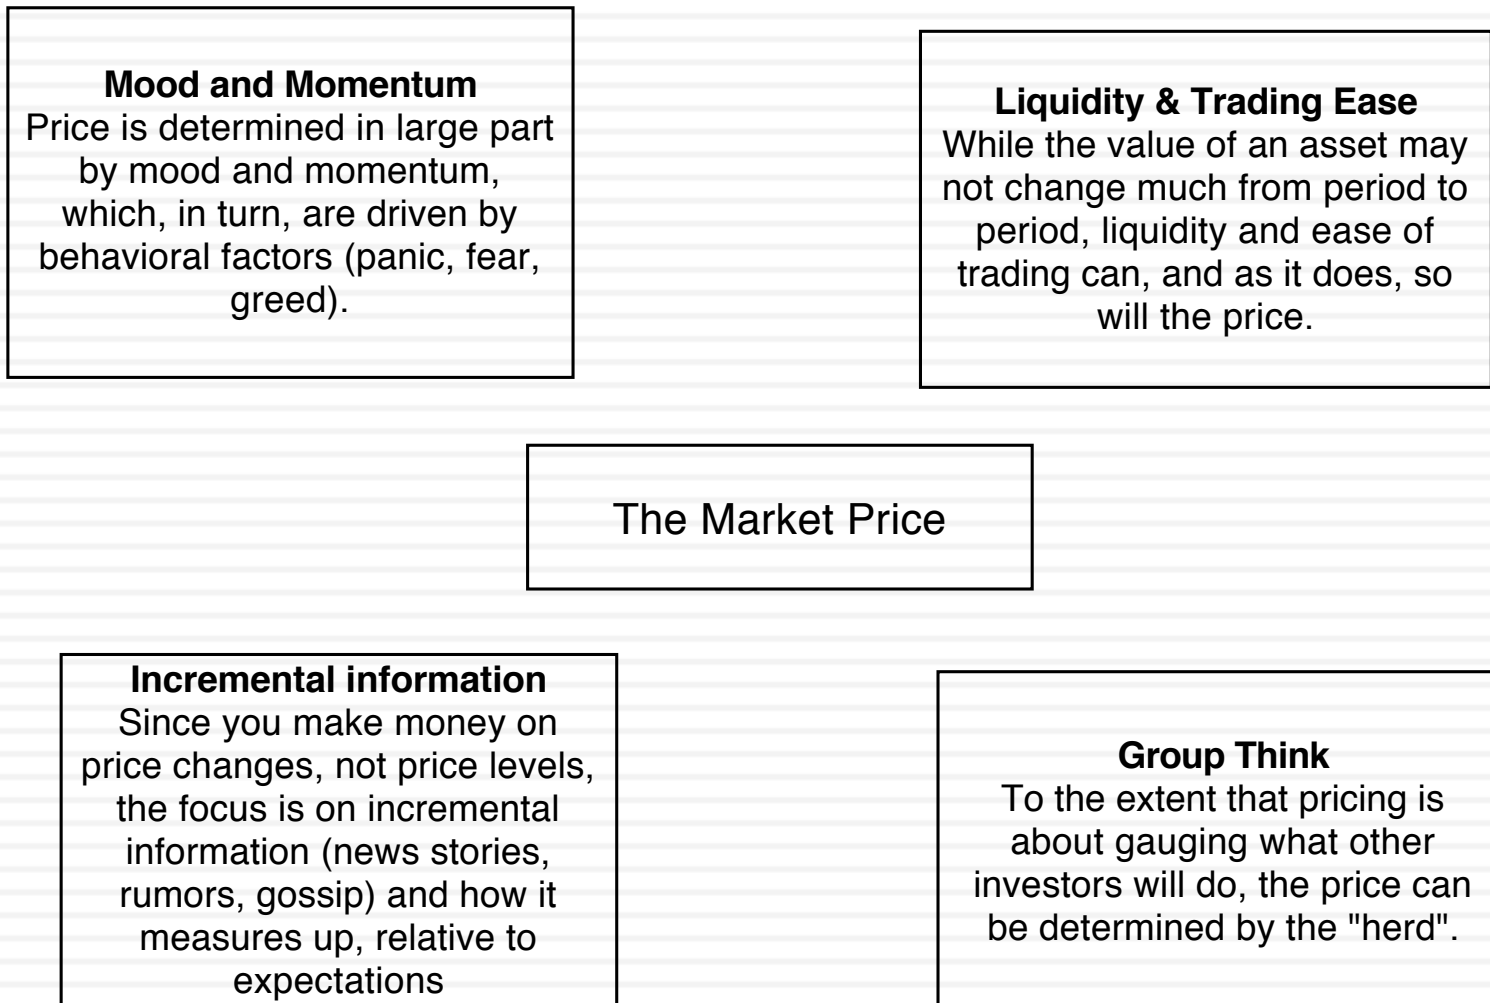 Mood and Momentum
Price is determined in large part
by mood and momentum,
which, in turn, are driven by
behavioral factors (panic, fear,
greed).
Liquidity & Trading Ease
While the value of an asset may
not change much from period to
period, liquidity and ease of
trading can, and as it does, so
will the price.
The Market Price
Incremental information
Since you make money on
price changes, not price levels,
the focus is on incremental
information (news stories,
rumors, gossip) and how it
measures up, relative to
expectations
Group Think
To the extent that pricing is
about gauging what other
investors will do, the price can
be determined by the "herd".